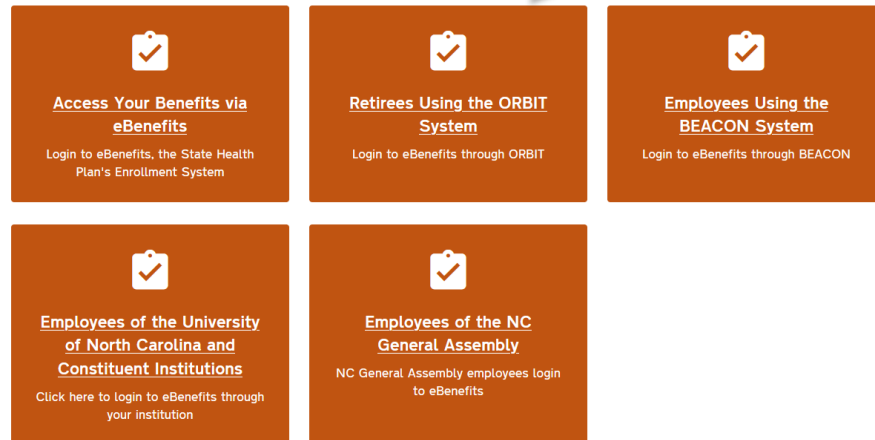 Access Your Benefits via
eBenefits
Login to eBenefits, the State Health
Plan's Enrollment System
Retirees Using the ORBIT
System
Login to eBenefits through ORBIT
Employees Using the
BEACON System
Login to eBenefits through BEACON
Employees of the University
of North Carolina and
Constituent Institutions
Click here to login to eBenefits through
your institution
Employees of the NC
General Assembly
NC General Assembly employees login
to eBenefits